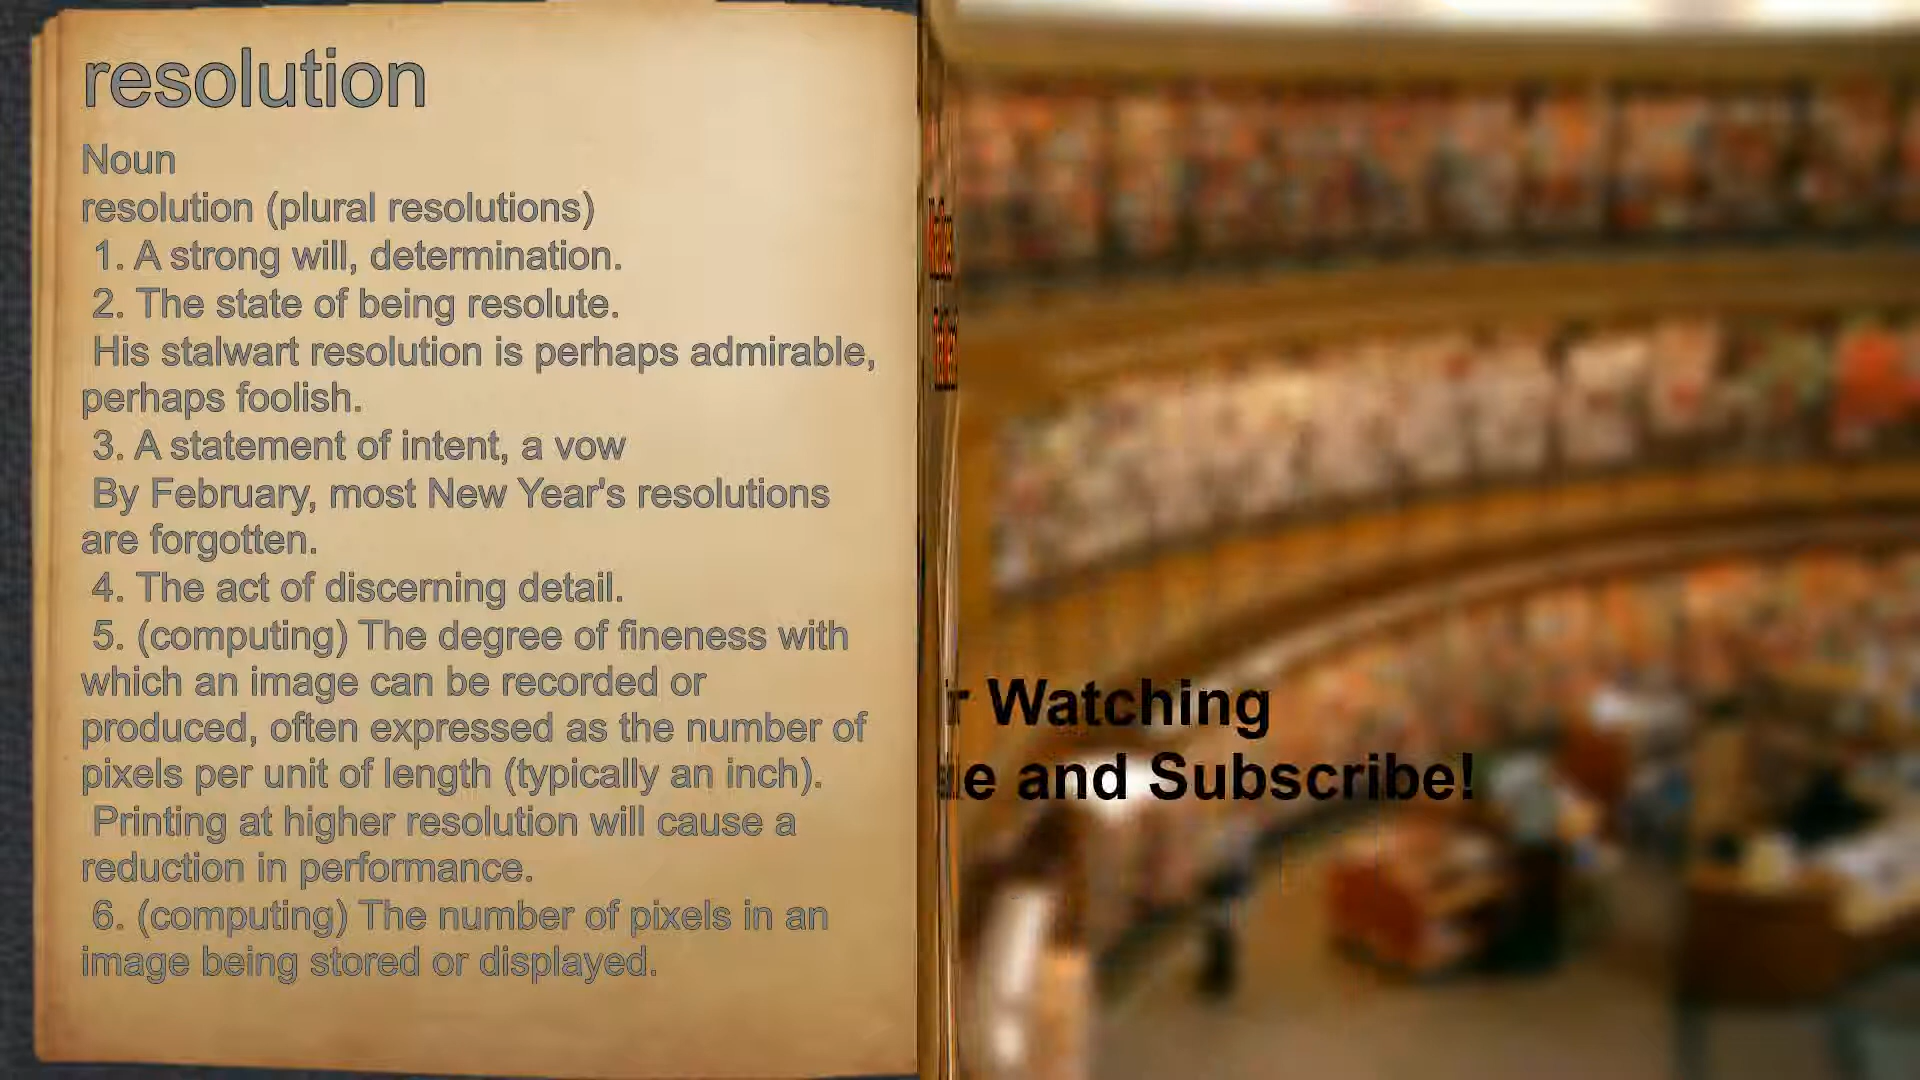 resolution
Noun
resolution (plural resolutions)
1. A strong will, determination.
2. The state of being resolute.
His stalwart resolution is perhaps admirable,
perhaps foolish.
3. A statement of intent, a vow
By February, most New Year's resolutions
are forgotten.
4. The act of discerning detail.
5. (computing) The degree of fineness with
which an image can be recorded or
produced, often expressed as the number of
pixels per unit of length (typically an inch).
Printing at higher resolution will cause a
reduction in performance.
6. (computing) The number of pixels in an
image being stored or displayed.
Watching
and Subscribe!